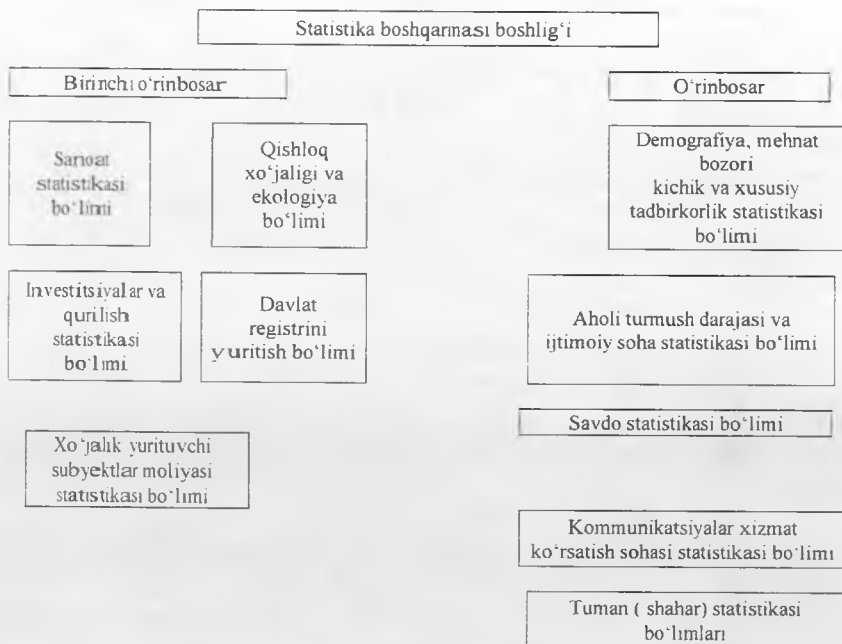 Statistika boshqarması boshlig‘i
Birinchi o‘rinbosar
O‘rinbosar
Sanoat
statistikasi
bo‘limi
Qishloq
xo‘jaligi va
ekologiya
bo‘limi
Demografiya, mehnat
bozori
kichik va xususiy
tadbirkorlik statistikasi
bo‘limi
Investitsiyalar va
qurilish
statistikasi
bo‘limi
Davlat
registrini
yuritish bo‘limi
Aholi turmush darajasi va
ijtimoiy soha statistikasi bo‘limi
Savdo statistikasi bo‘limi
Xo‘jalik yurituvchi
subyektlar moliyasi
statistikasi bo‘limi
Kommunikatsiyalar xizmat
ko‘rsatish sohasi statistikasi bo‘limi
Tuman ( shahar) statistikasi
bo‘limları